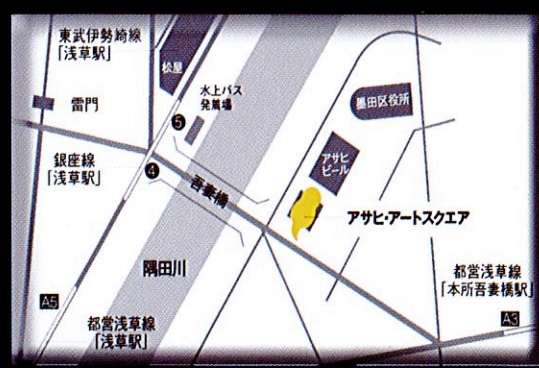 東武伊勢崎線
「浅草駅」
松屋
水上バス
発着場
雷門
墨田区役所
❺
銀座線
「浅草駅」
❹
アサヒ
ビール
吾妻橋
アサヒ・アートスクエア
隅田川
都営浅草線
「本所吾妻橋駅」
A5
A3
都営浅草線
「浅草駅」